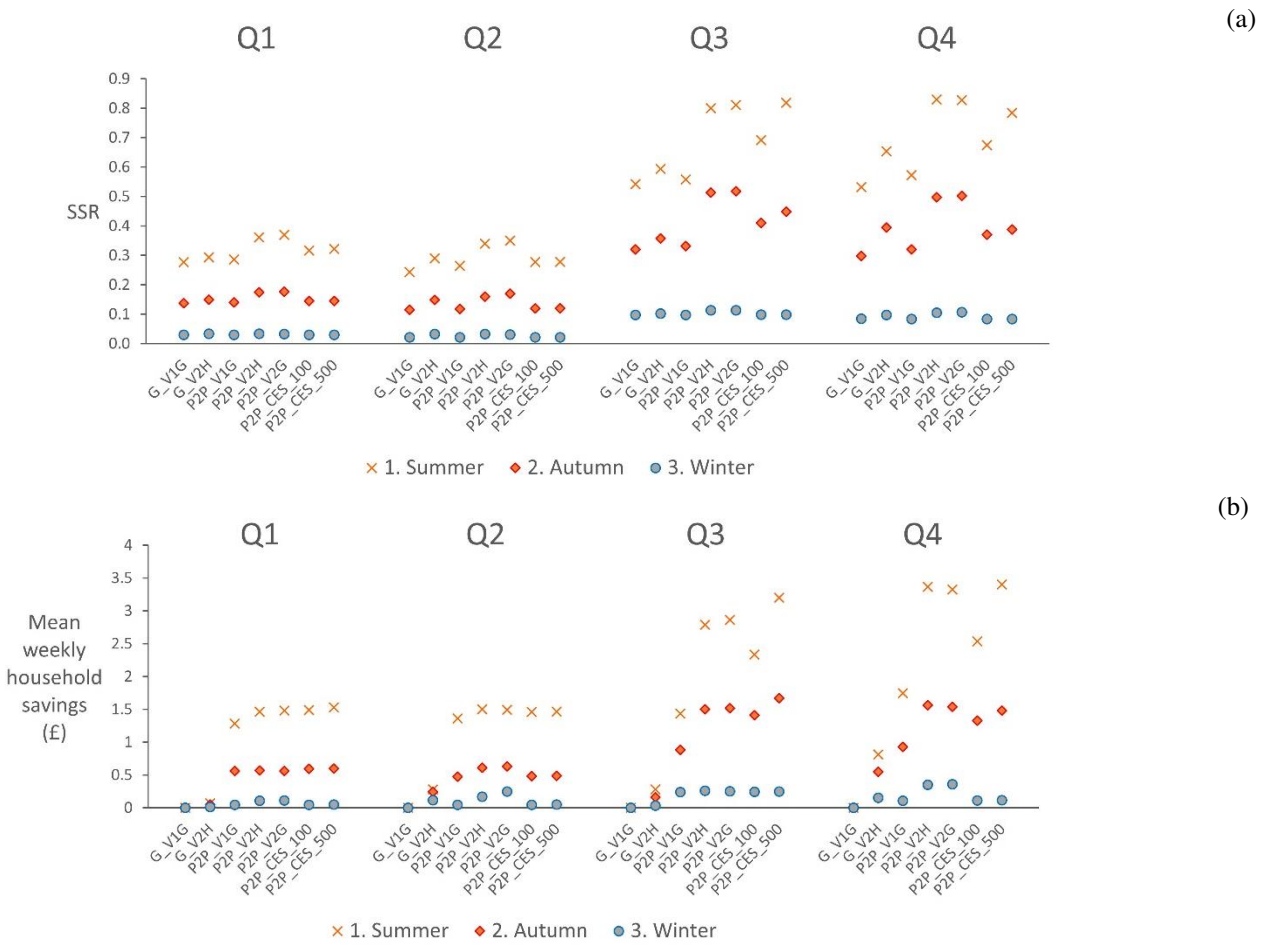 (a)
Q1 Q2 Q3 Q4
0.9
0.8
0.7
0.6
0.5
SSR
0.4
0.3
0.2
0.1
0.0
G_V1G G_V2H P2P_V1G P2P_V2H P2P_V2G P2P_CES_100 P2P_CES_500 G_V1G G_V2H P2P_V1G P2P_V2H P2P_V2G P2P_CES_100 P2P_CES_500 G_V1G G_V2H P2P_V1G P2P_V2H P2P_V2G P2P_CES_100 P2P_CES_500 G_V1G G_V2H P2P_V1G P2P_V2H P2P_V2G P2P_CES_100 P2P_CES_500
1. Summer 2. Autumn 3. Winter
(b)
Q1 Q2 Q3 Q4
4
3.5
3
2.5
2
1.5
1
0.5
0
Mean
weekly
household
savings
(£)
G_V1G G_V2H P2P_V1G P2P_V2H P2P_V2G P2P_CES_100 P2P_CES_500 G_V1G G_V2H P2P_V1G P2P_V2H P2P_V2G P2P_CES_100 P2P_CES_500 G_V1G G_V2H P2P_V1G P2P_V2H P2P_V2G P2P_CES_100 P2P_CES_500 G_V1G G_V2H P2P_V1G P2P_V2H P2P_V2G P2P_CES_100 P2P_CES_500
1. Summer 2. Autumn 3. Winter